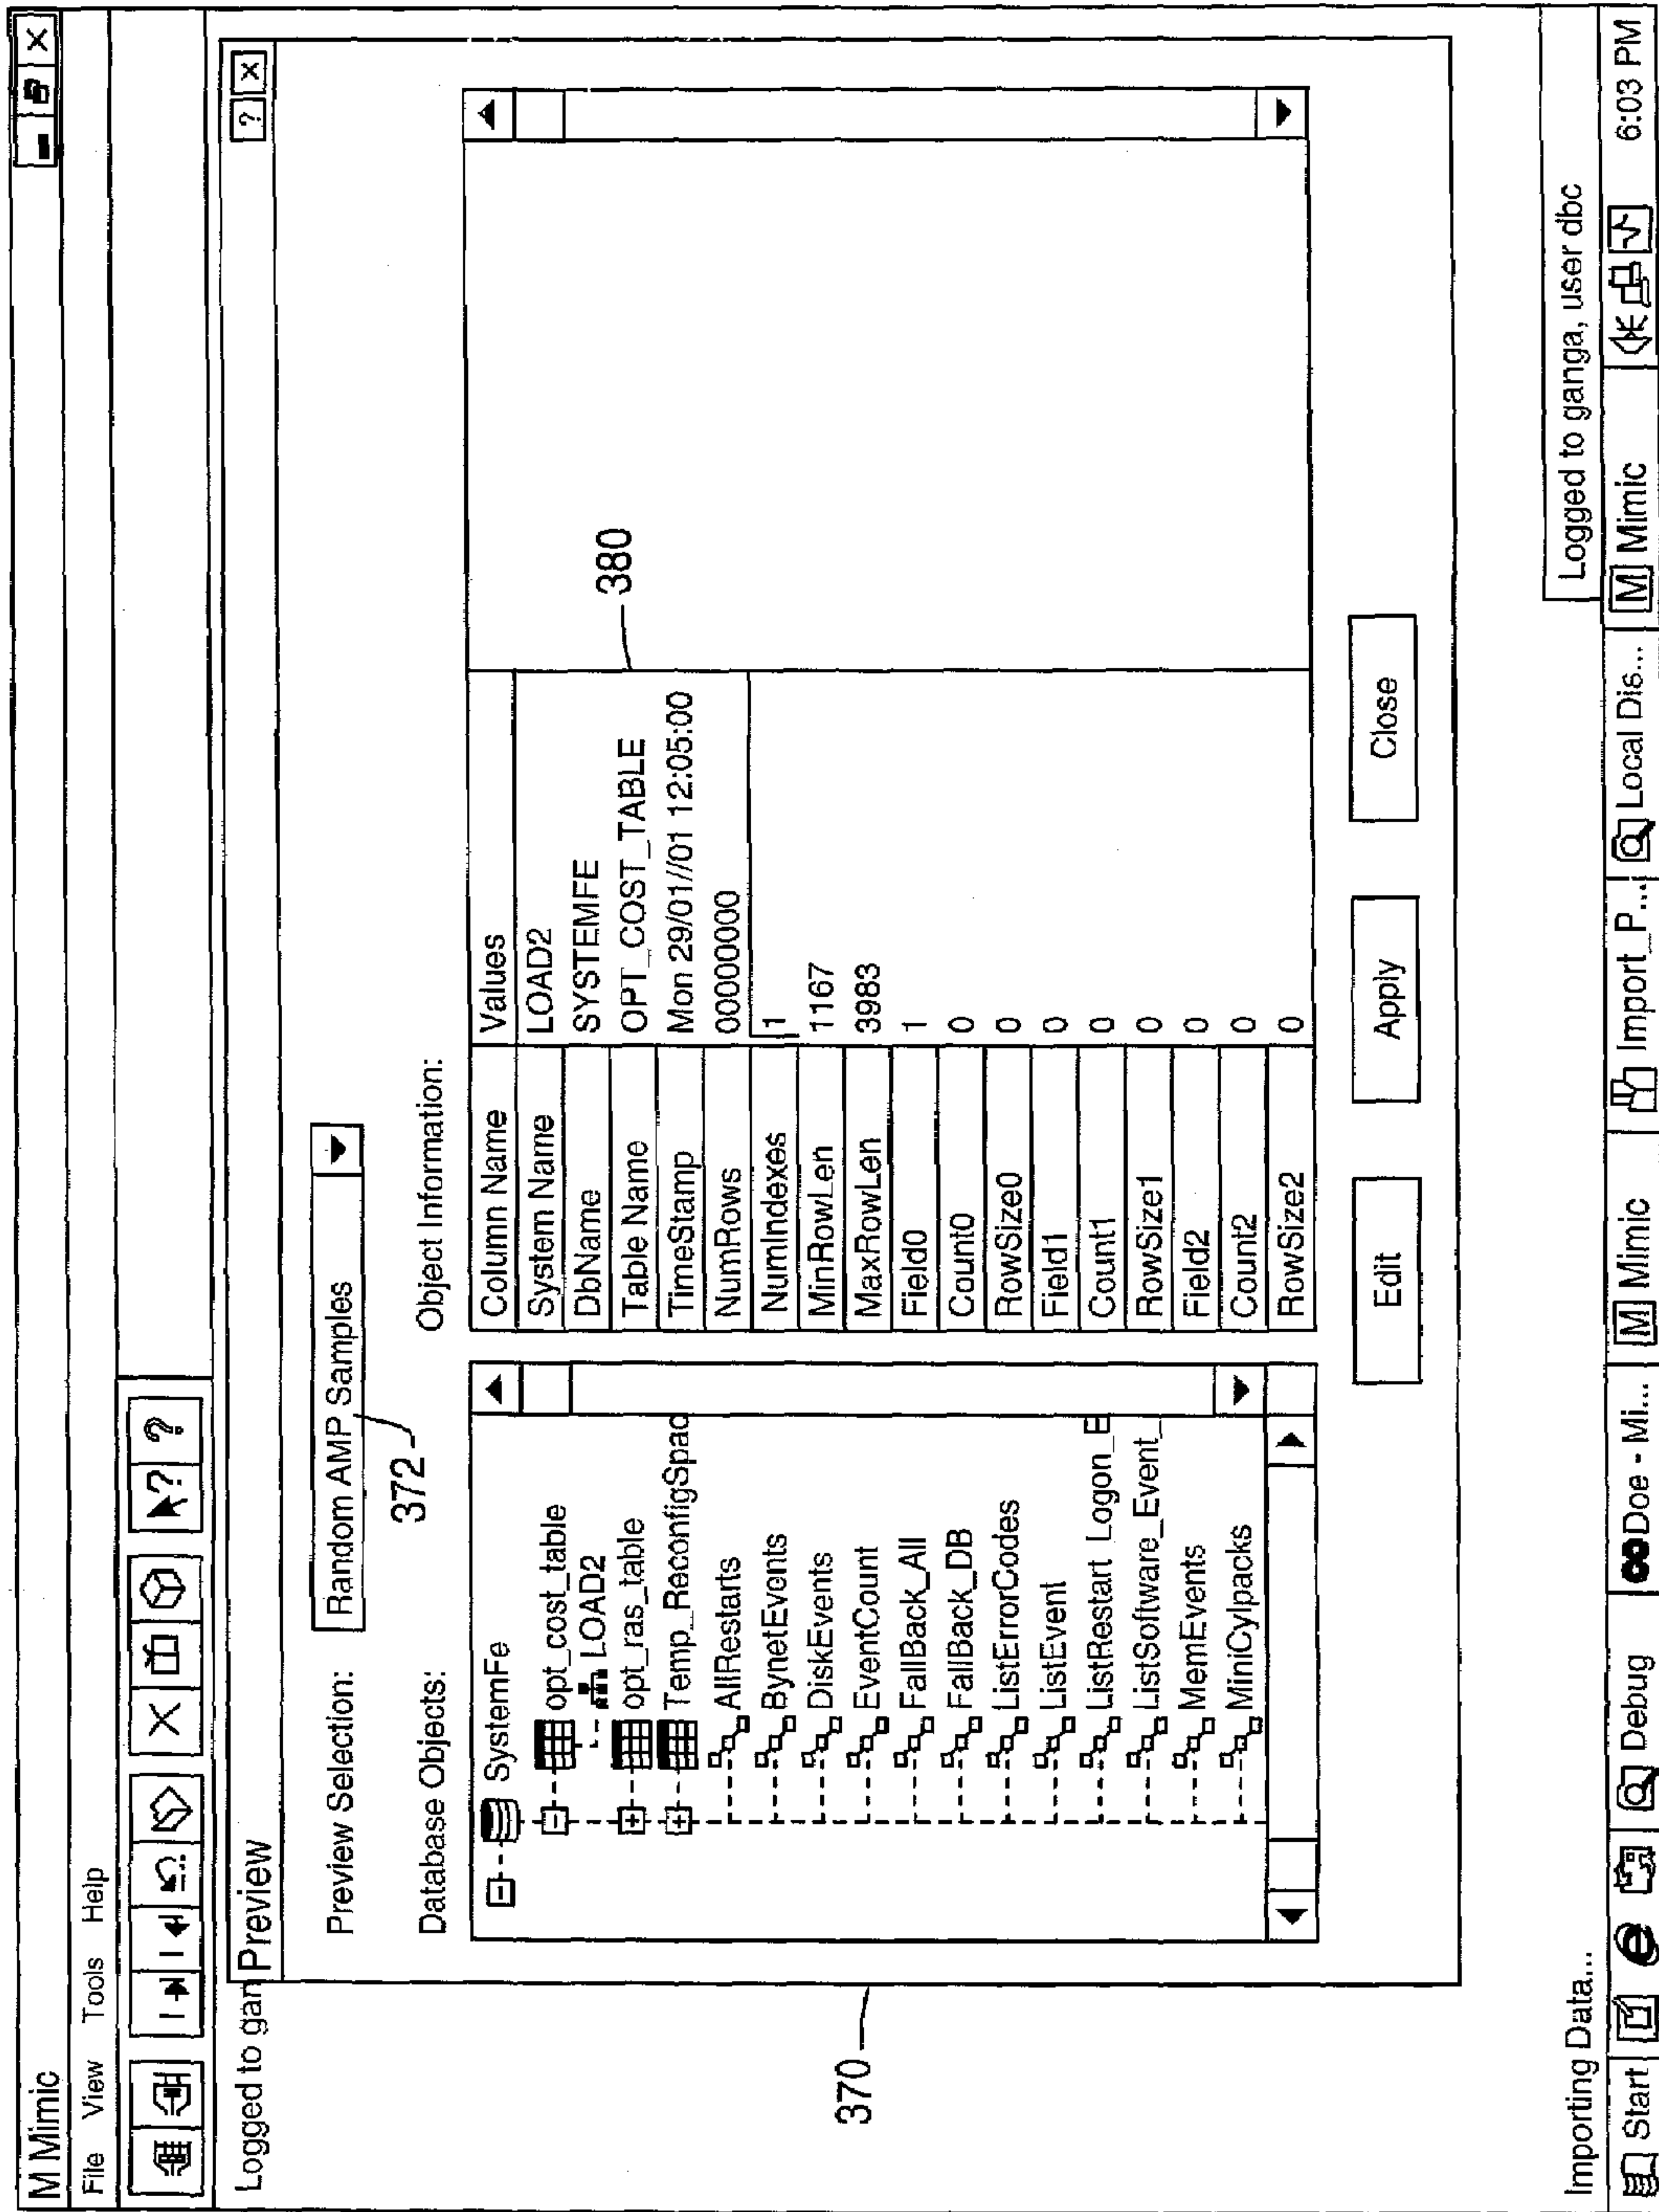 M Mimic
File View Tools Help
Logged to gan
Preview
Preview Selection:
Random AMP Samples
372
Database Objects:
SystemFe
opt_cost_table
LOAD2
opt_ras_table
Temp_ReconfigSpac
AllRestarts
BynetEvents
DiskEvents
EventCount
FallBack_All
FallBack_DB
ListErrorCodes
ListEvent
ListRestart_Logon_E
ListSoftware_Event_
MemEvents
MiniCylpacks
Object Information:
Column Name Values
System Name LOAD2
DbName SYSTEMFE
Table Name OPT_COST_TABLE
TimeStamp Mon 29/01//01 12:05:00
NumRows 00000000
NumIndexes 1
MinRowLen 1167
MaxRowLen 3983
Field0 1
Count0 0
RowSize0 0
Field1 0
Count1 0
RowSize1 0
Field2 0
Count2 0
RowSize2 0
380
370
Edit Apply Close
Importing Data...
Logged to ganga, user dbc
Start Debug Doe - Mi... M Mimic Import_P... Local Dis... M Mimic 6:03 PM